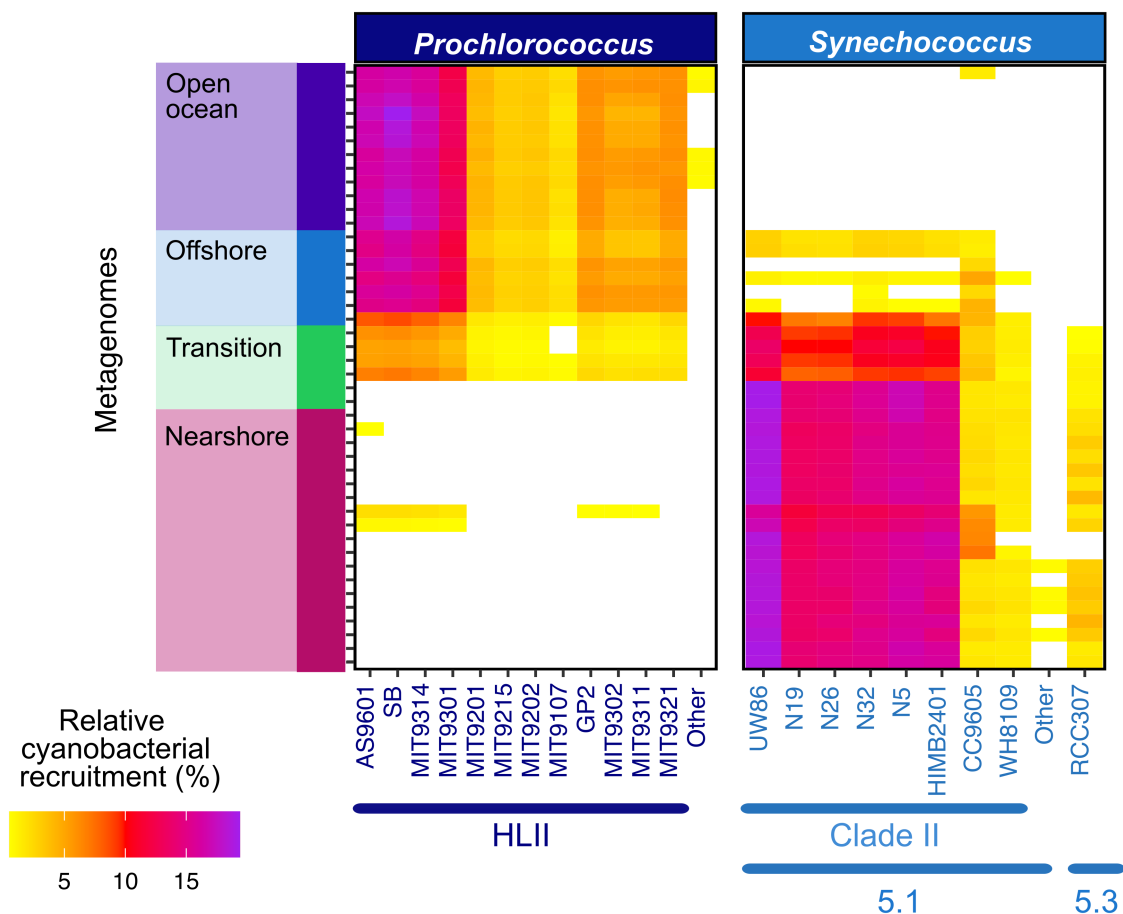 Prochlorococcus
Synechococcus
Metagenomes
Open
ocean
Offshore
Transition
Nearshore
AS9601
SB
MIT9314
MIT9301
MIT9201
MIT9215
MIT9202
MIT9107
GP2
MIT9302
MIT9311
MIT9321
Other
UW86
N19
N26
N32
N5
HIMB2401
CC9605
WH8109
Other
RCC307
HLII
Clade II
5.1
5.3
Relative
cyanobacterial
recruitment (%)
5
10
15